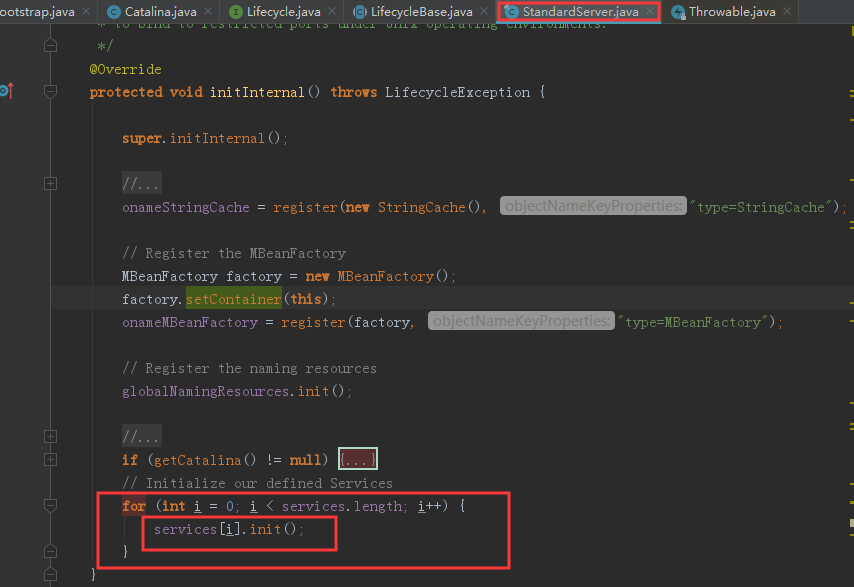 ootstrap.java × Catalina.java × Lifecycle.java × LifecycleBase.java × StandardServer.java × Throwable.java ×
* to bind to restricted ports under Unix operating environments.
*/
@Override
protected void initInternal() throws LifecycleException {
super.initInternal();
//...
onameStringCache = register(new StringCache(), objectNameKeyProperties: "type=StringCache");
// Register the MBeanFactory
MBeanFactory factory = new MBeanFactory();
factory.setContainer(this);
onameMBeanFactory = register(factory, objectNameKeyProperties: "type=MBeanFactory");
// Register the naming resources
globalNamingResources.init();
//...
if (getCatalina() != null) {...}
// Initialize our defined Services
for (int i = 0; i < services.length; i++) {
services[i].init();
}
}